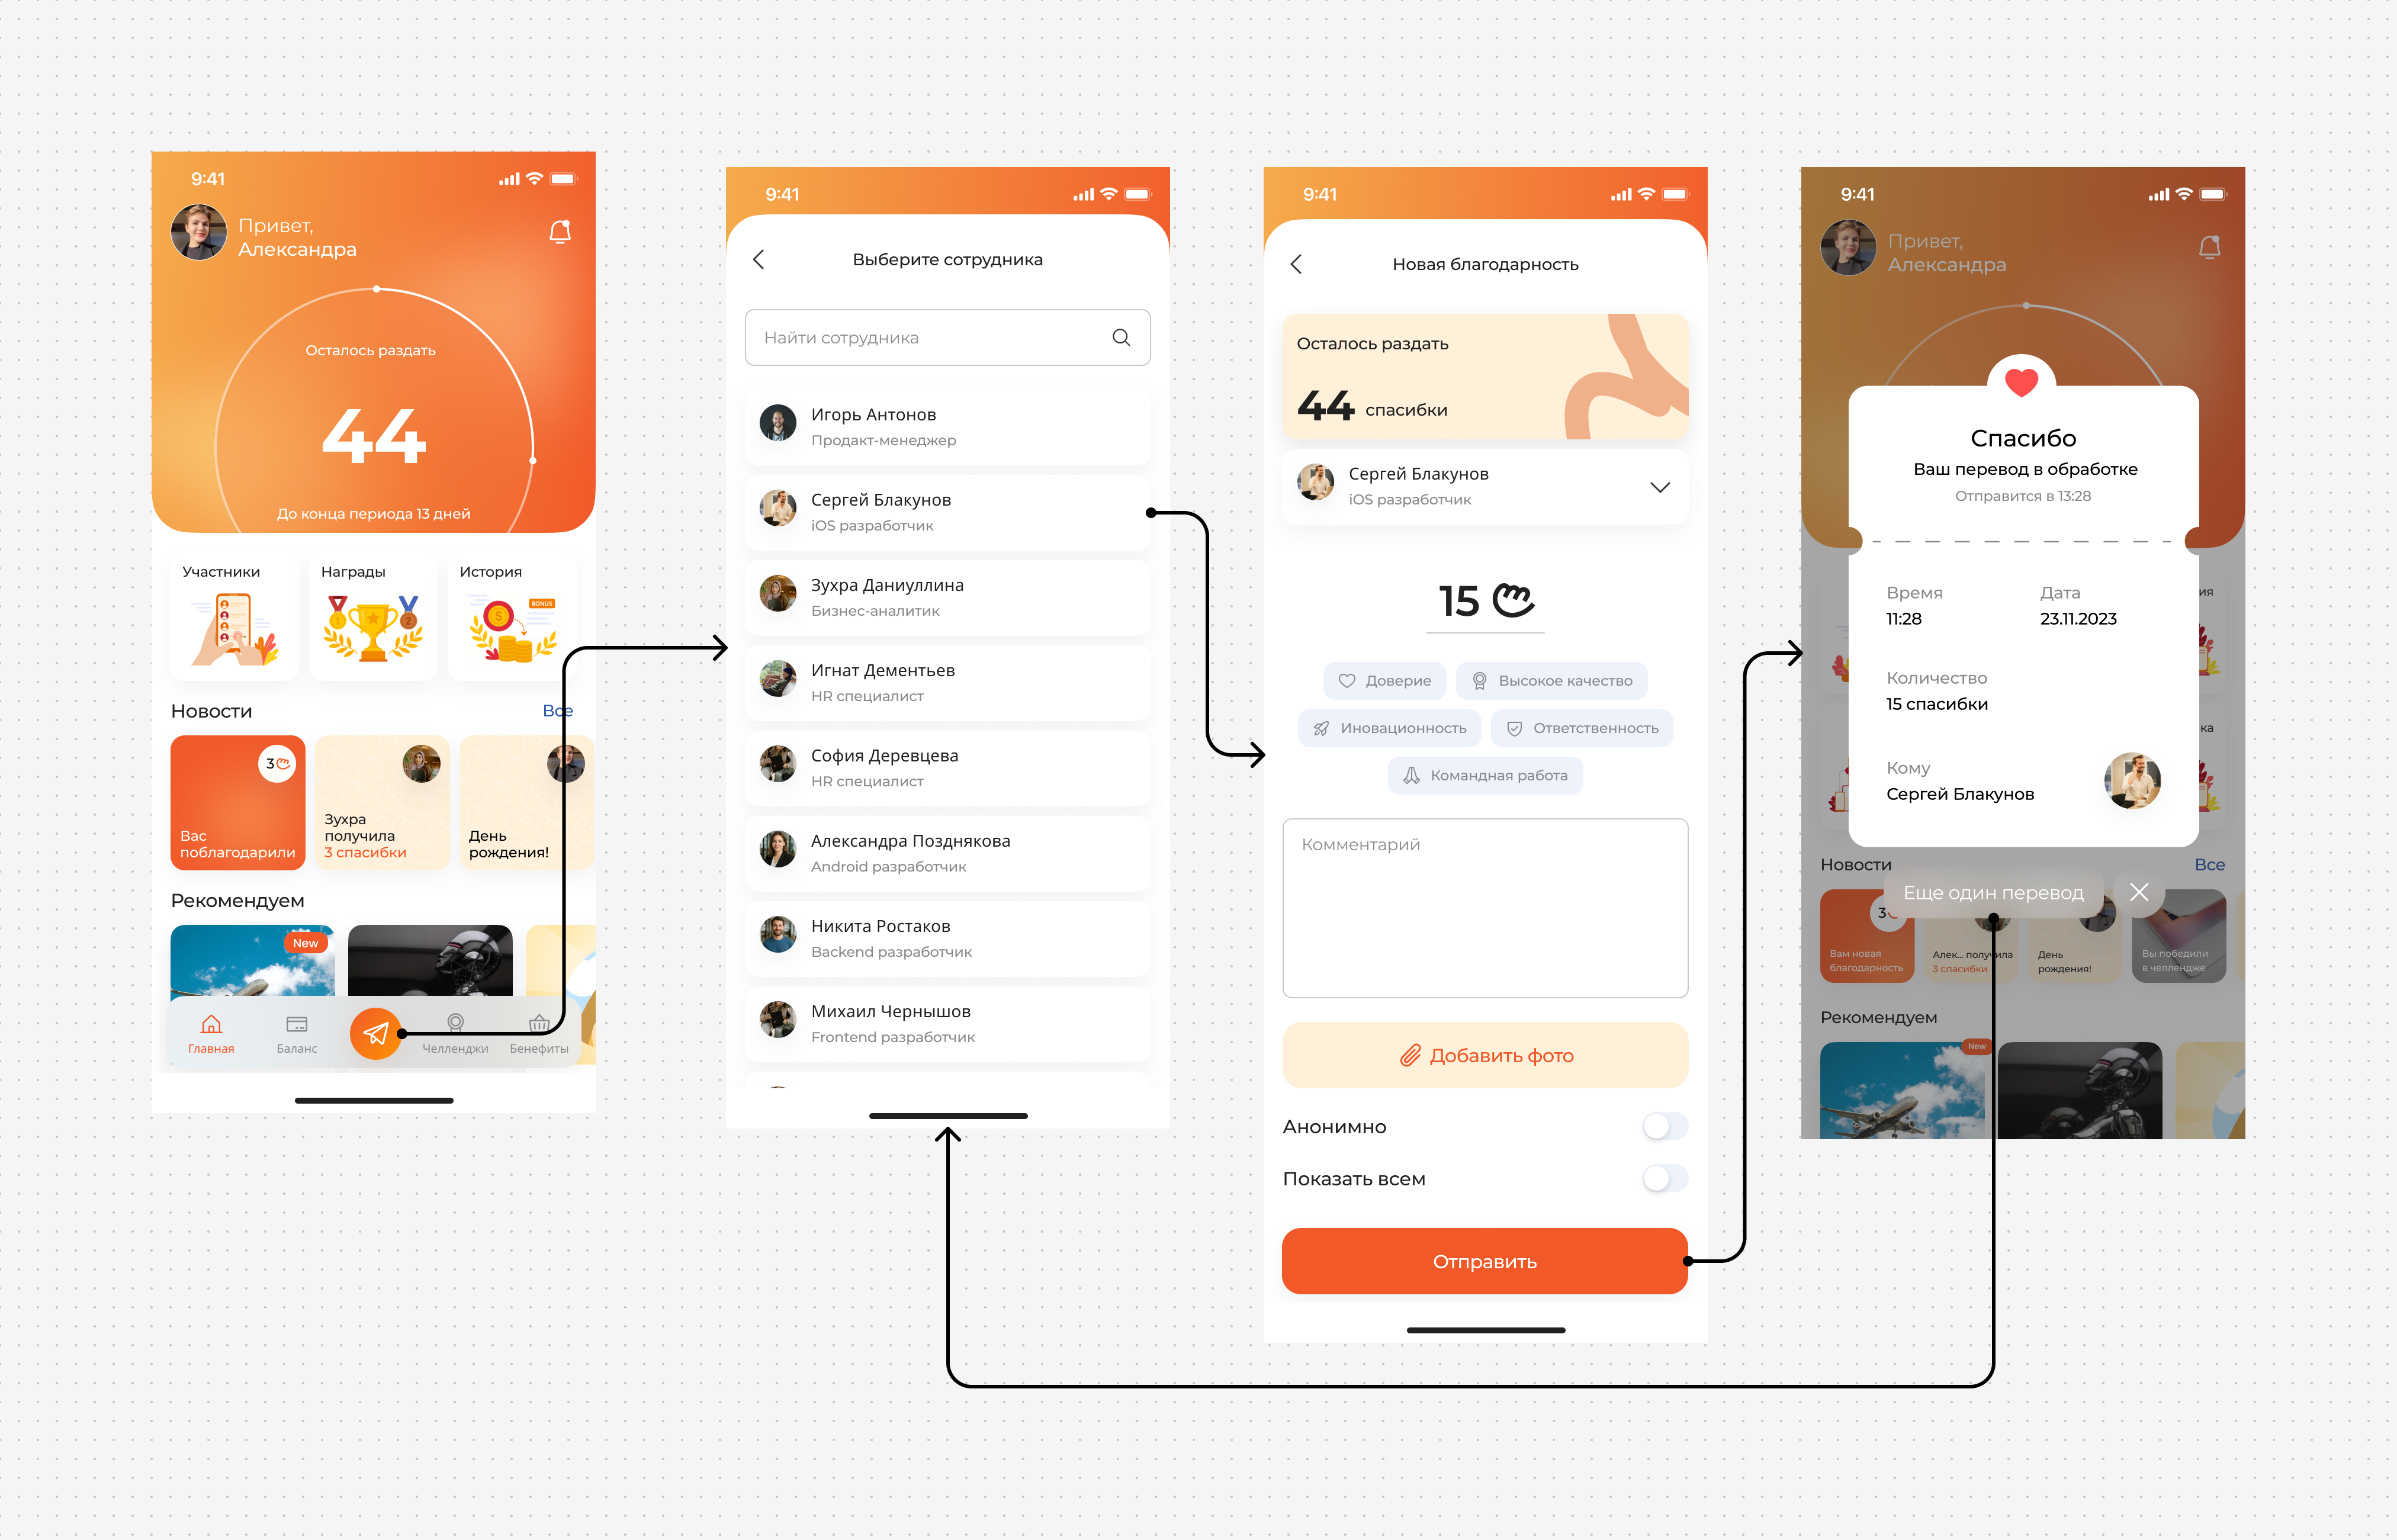 9:41
Привет,
Александра
Осталось раздать
44
До конца периода 13 дней
Участники
Награды
История
BONUS
1
2
Новости
Все
3
Вас
поблагодарили
Зухра
получила
3 спасибки
День
рождения!
Рекомендуем
New
Главная
Баланс
Челленджи
Бенефиты
9:41
Выберите сотрудника
Найти сотрудника
Игорь Антонов
Продакт-менеджер
Сергей Блакунов
iOS разработчик
Зухра Даниуллина
Бизнес-аналитик
Игнат Дементьев
HR специалист
София Деревцева
HR специалист
Александра Позднякова
Android разработчик
Никита Ростаков
Backend разработчик
Михаил Чернышов
Frontend разработчик
9:41
Новая благодарность
Осталось раздать
44 спасибки
Сергей Блакунов
iOS разработчик
15
Доверие
Высокое качество
Иновационность
Ответственность
Командная работа
Комментарий
Добавить фото
Анонимно
Показать всем
Отправить
9:41
Привет,
Александра
Спасибо
Ваш перевод в обработке
Отправится в 13:28
Время
Дата
11:28
23.11.2023
Количество
15 спасибки
Кому
Сергей Блакунов
ия
ка
Новости
Все
Еще один перевод
3
Вам новая
благодарность
Алек... получила
3 спасибки
День
рождения!
Вы победили
в челлендже
Рекомендуем
New